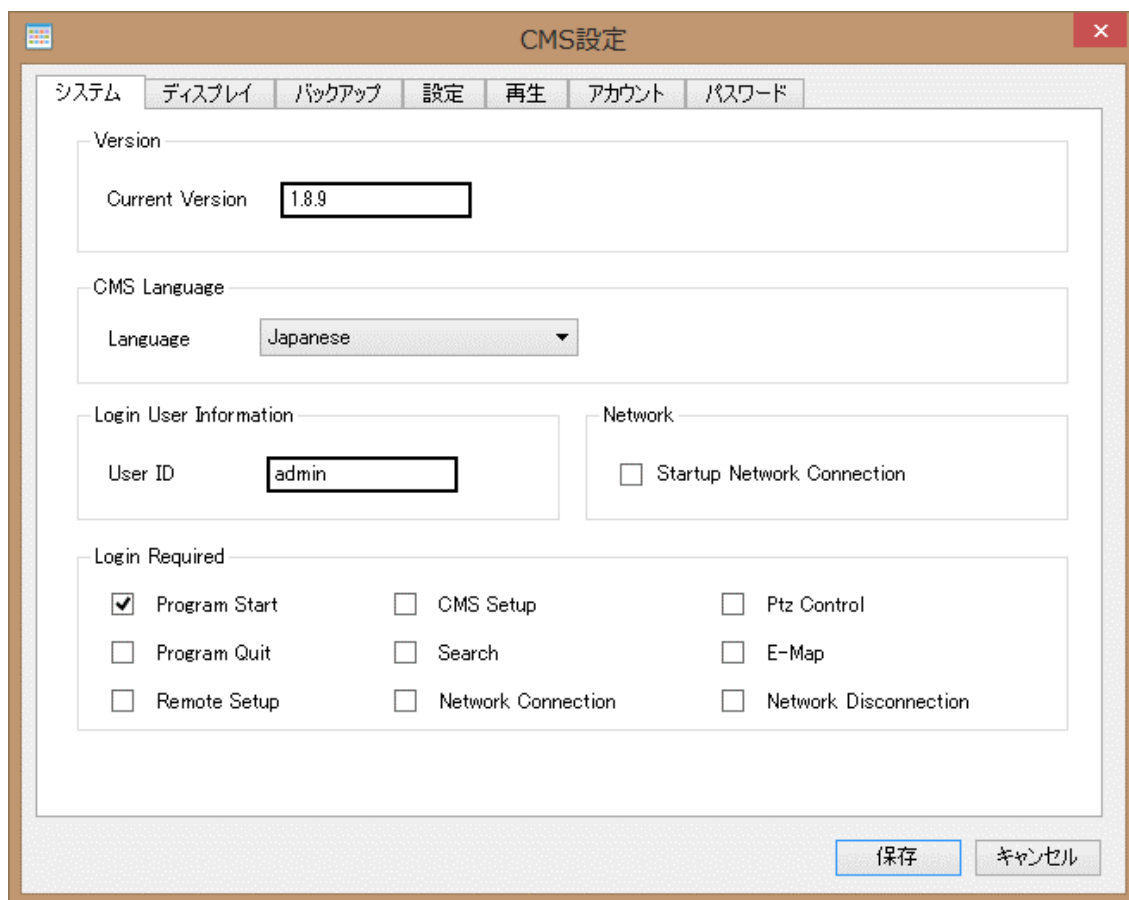 CMS設定
システム ディスプレイ バックアップ 設定 再生 アカウント パスワード
Version
Current Version 1.8.9
CMS Language
Language Japanese
Login User Information Network
User ID admin Startup Network Connection
Login Required
Program Start CMS Setup Ptz Control
Program Quit Search E-Map
Remote Setup Network Connection Network Disconnection
保存 キャンセル